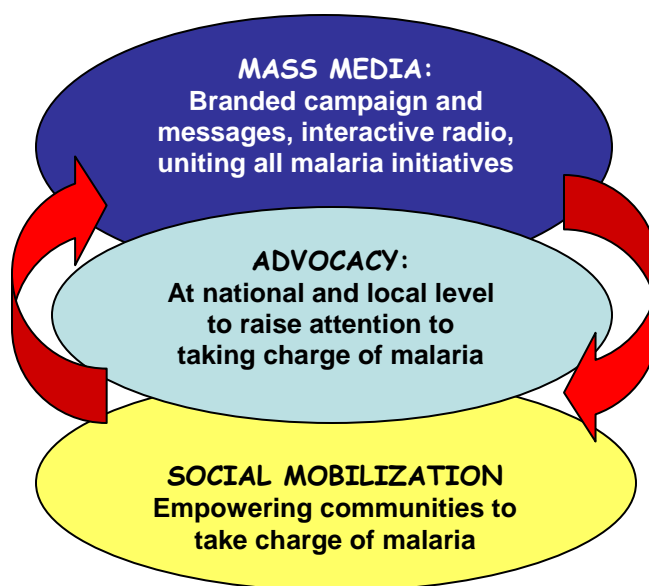 MASS MEDIA:
Branded campaign and
messages, interactive radio,
uniting all malaria initiatives
ADVOCACY:
At national and local level
to raise attention to
taking charge of malaria
SOCIAL MOBILIZATION
Empowering communities to
take charge of malaria